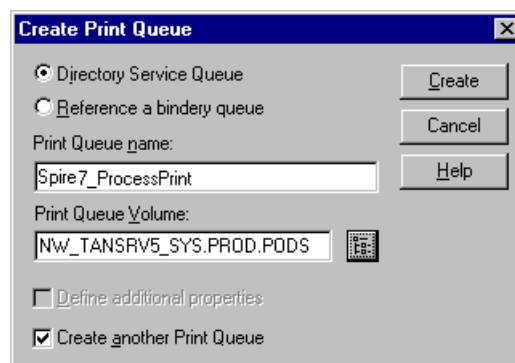 Create Print Queue
Directory Service Queue
Create
Reference a bindery queue
Cancel
Print Queue name:
Help
Spire7_ProcessPrint
Print Queue Volume:
NW_TANSRV5_SYS.PROD.PODS
Define additional properties
Create another Print Queue